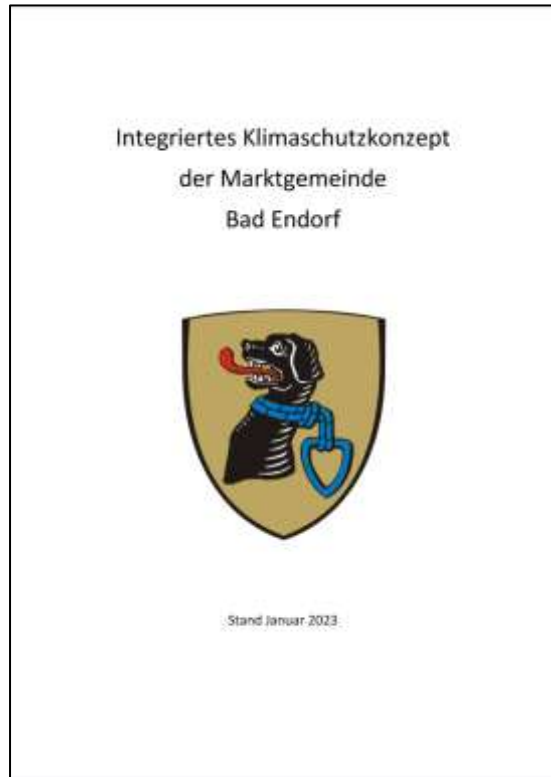 Integriertes Klimaschutzkonzept
der Marktgemeinde
Bad Endorf
Stand Januar 2023